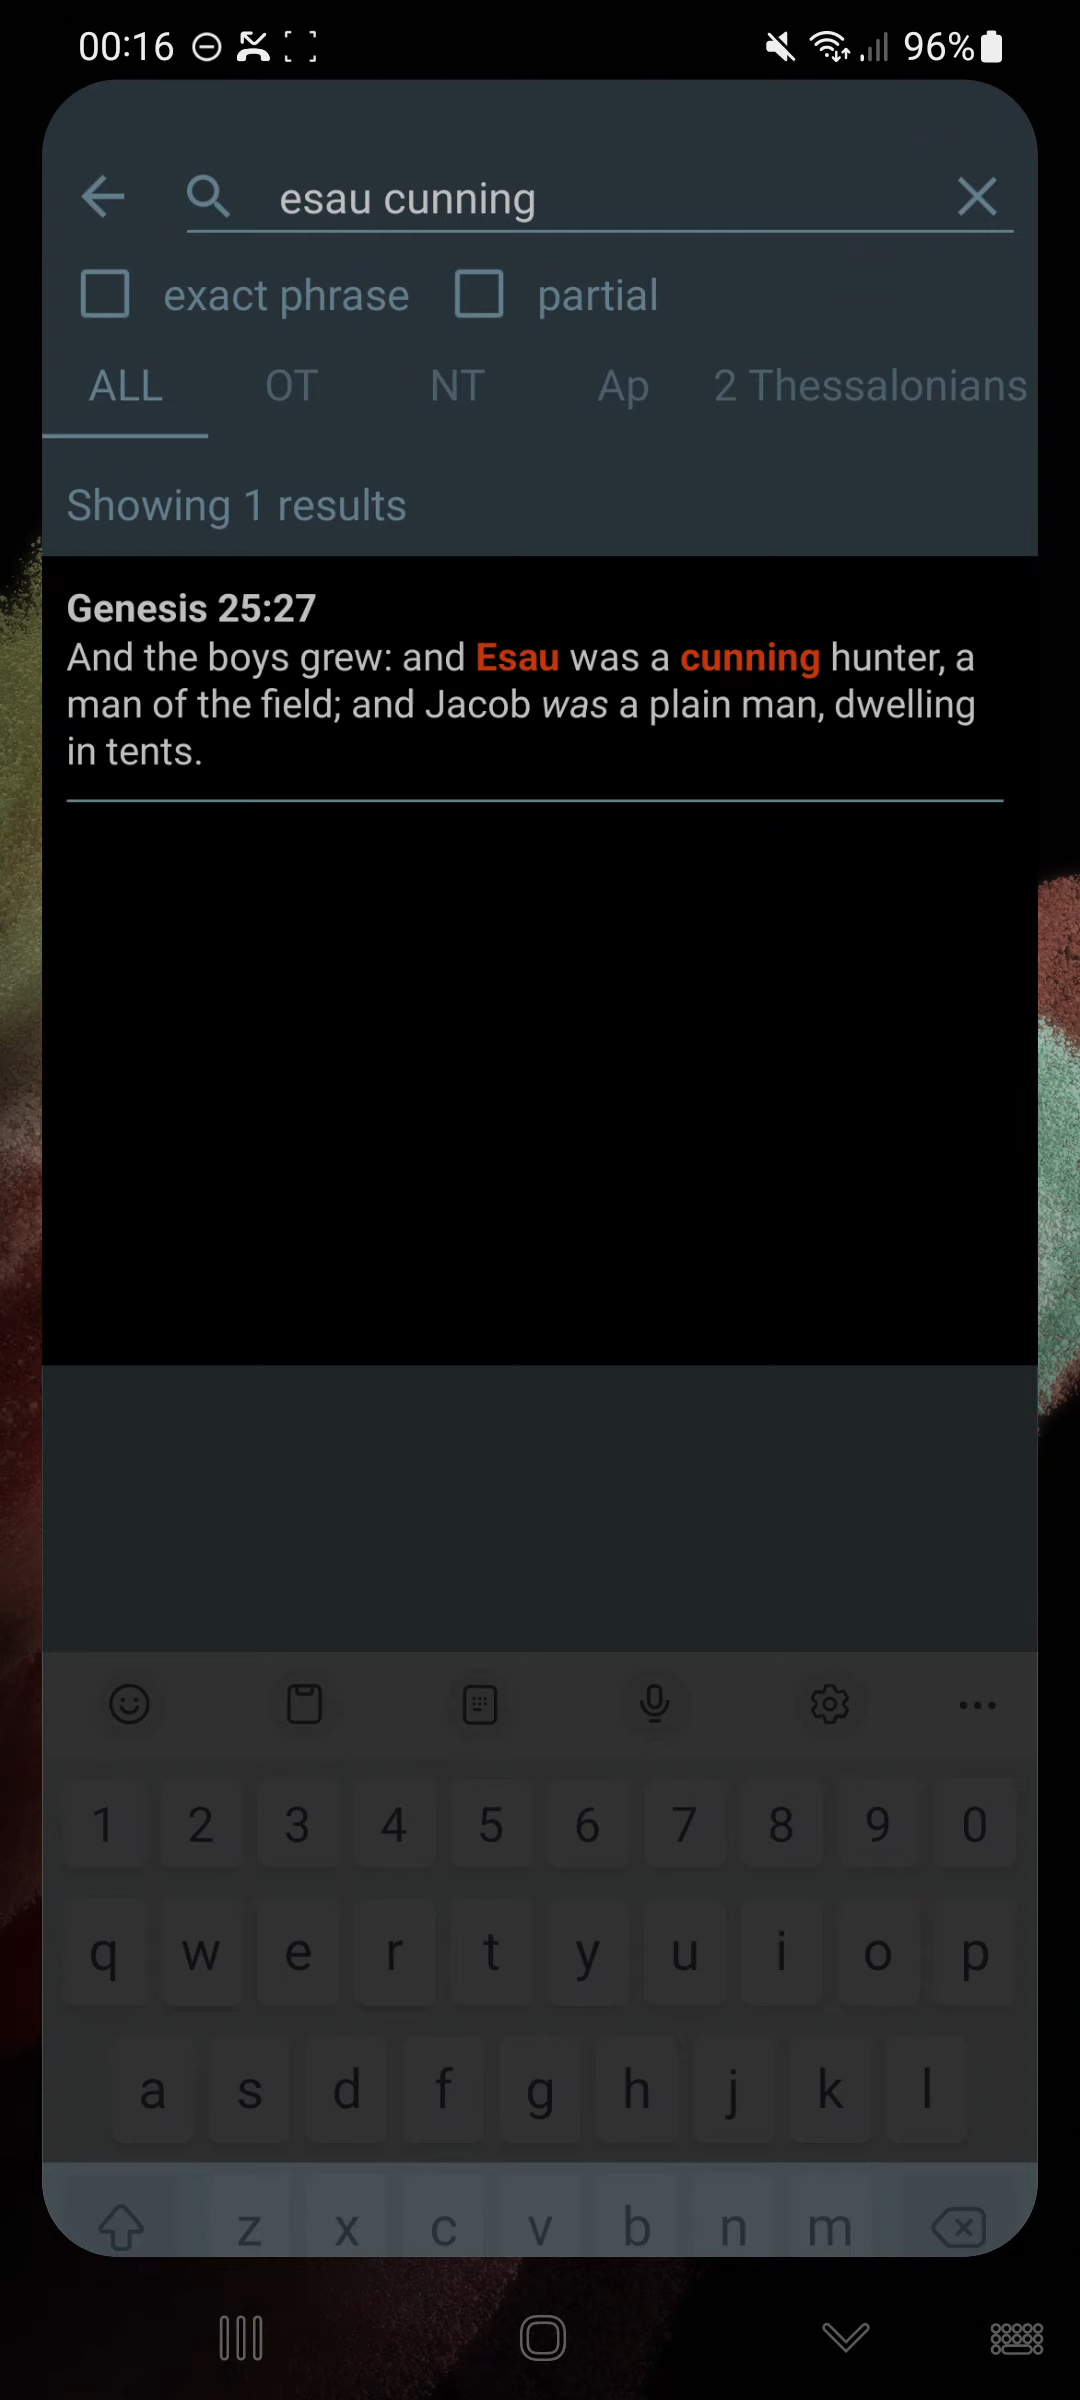 00:16 96%
esau cunning
exact phrase partial
ALL OT NT Ap 2 Thessalonians
Showing 1 results
Genesis 25:27
And the boys grew: and Esau was a cunning hunter, a
man of the field; and Jacob was a plain man, dwelling
in tents.
1 2 3 4 5 6 7 8 9 0
q w e r t y u i o p
a s d f g h j k l
z x c v b n m